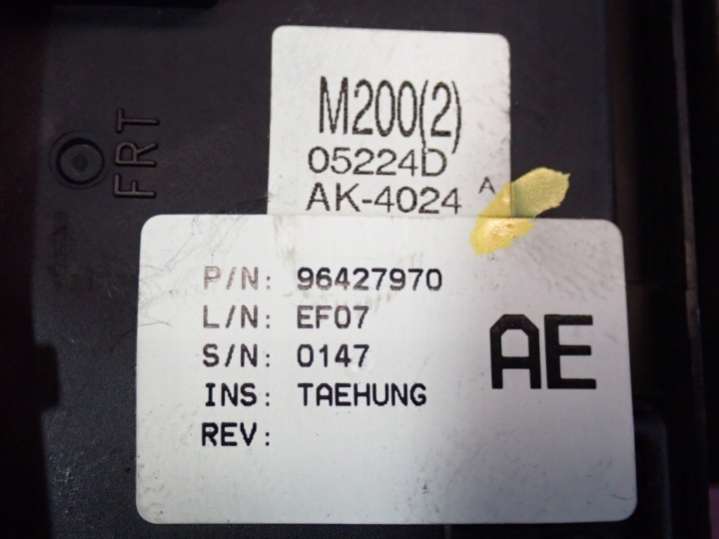 FRT
M200(2)
05224D
AK-4024 A
P/N: 96427970
L/N: EF07
S/N: 0147
INS: TAEHUNG
REV:
AE